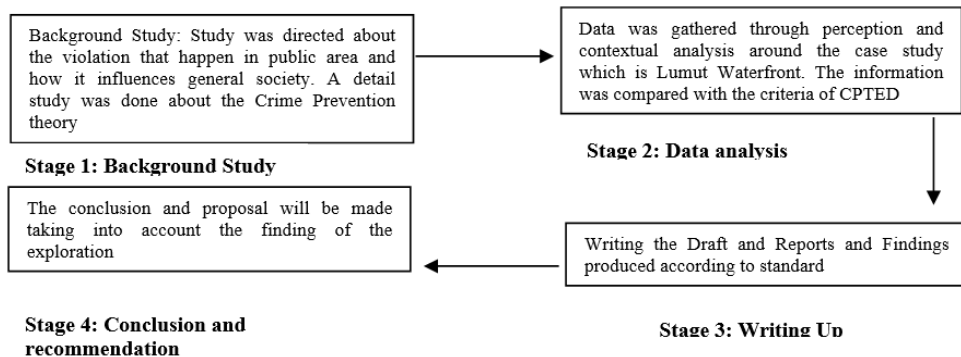 Background Study: Study was directed about
the violation that happen in public area and
how it influences general society. A detail
study was done about the Crime Prevention
theory
Stage 1: Background Study
Data was gathered through perception and
contextual analysis around the case study
which is Lumut Waterfront. The information
was compared with the criteria of CPTED
Stage 2: Data analysis
Writing the Draft and Reports and Findings
produced according to standard
Stage 3: Writing Up
The conclusion and proposal will be made
taking into account the finding of the
exploration
Stage 4: Conclusion and
recommendation